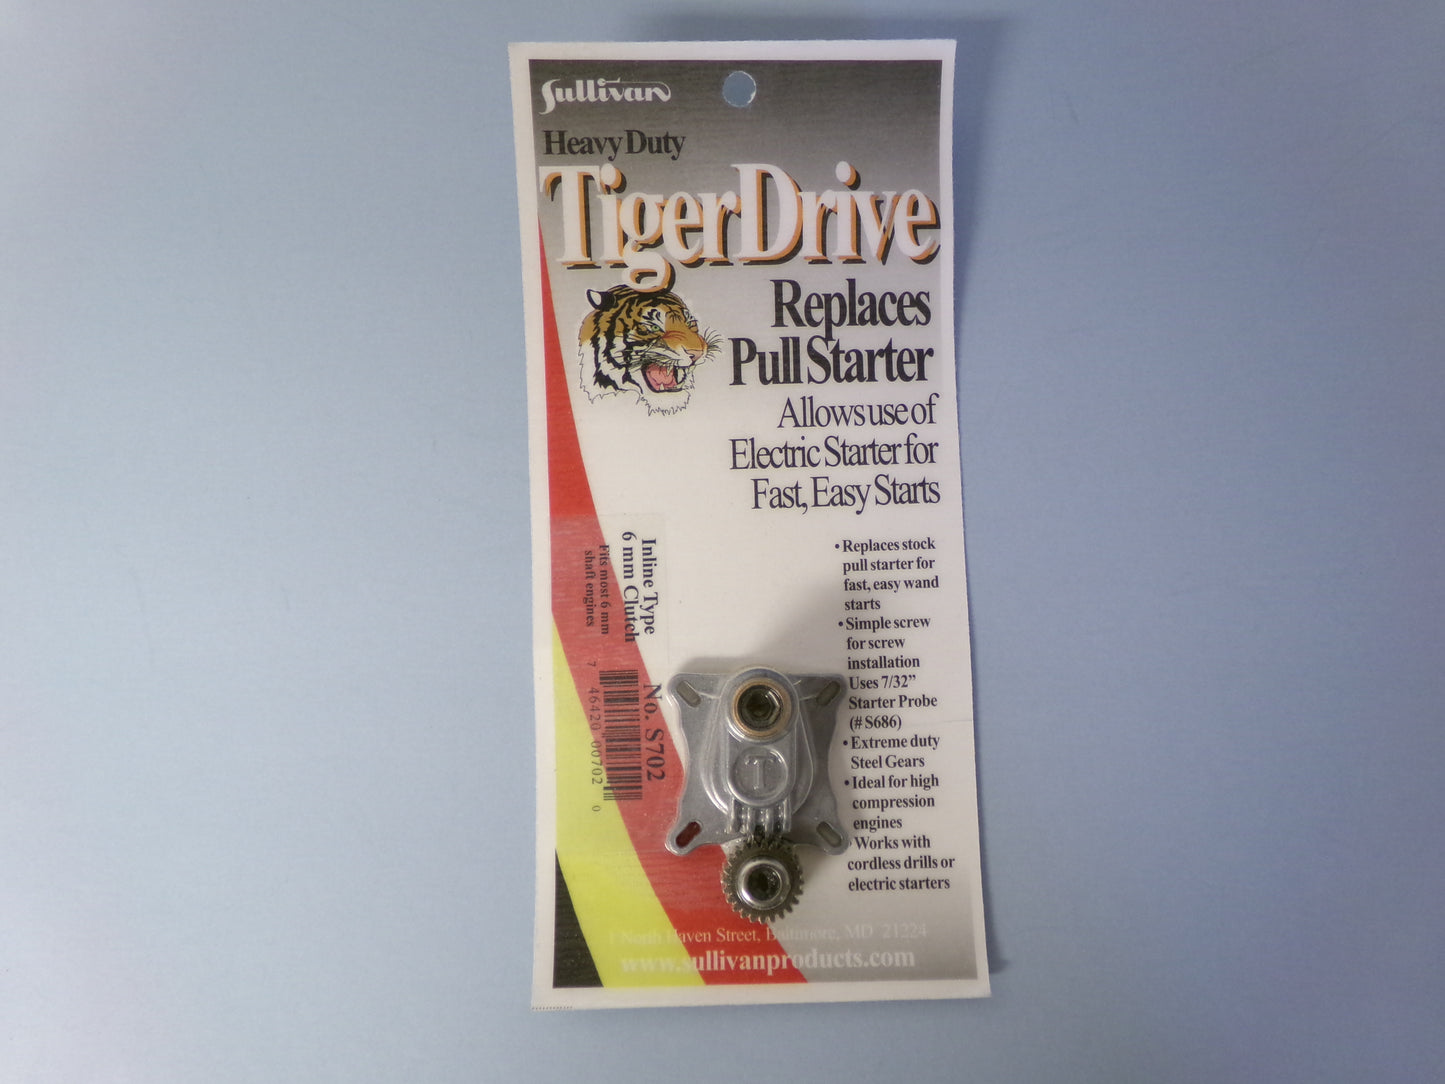 Sullivan
Heavy Duty
TigerDrive
Replaces
Pull Starter
Allows use of
Electric Starter for
Fast, Easy Starts
• Replaces stock
pull starter for
fast, easy wand
starts
• Simple screw
for screw
installation
Uses 7/32"
Starter Probe
(# S686)
• Extreme duty
Steel Gears
• Ideal for high
compression
engines
• Works with
cordless drills or
electric starters
Inline Type
6 mm Clutch
Fits most 6 mm
shaft engines
No. S702
7 46420 00702 0
T
1 North Haven Street, Baltimore, MD 21224
www.sullivanproducts.com